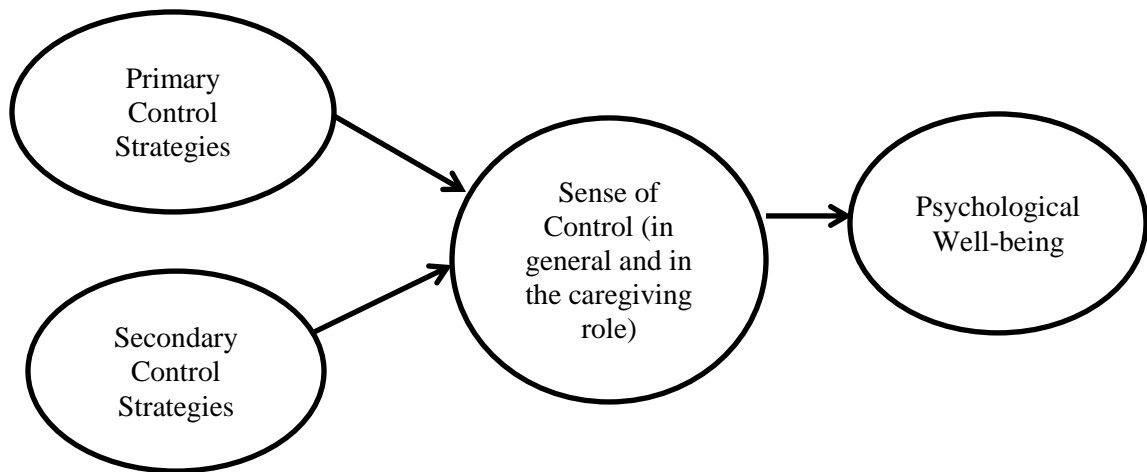 Primary
Control
Strategies
Secondary
Control
Strategies
Sense of
Control (in
general and in
the caregiving
role)
Psychological
Well-being